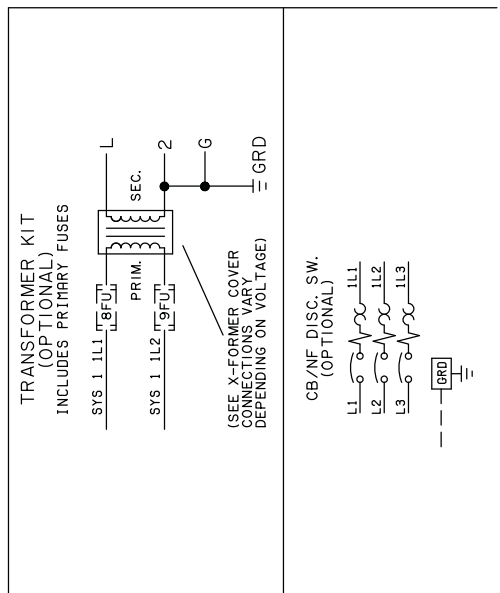 TRANSFORMER KIT
(OPTIONAL)
INCLUDES PRIMARY FUSES
SYS 1 1L1
8FU
L
SYS 1 1L2
9FU
PRIM.
SEC.
2
G
GRD
(SEE X-FORMER COVER
CONNECTIONS VARY
DEPENDING ON VOLTAGE)
CB/NF DISC. SW.
(OPTIONAL)
L1
1L1
L2
1L2
L3
1L3
GRD